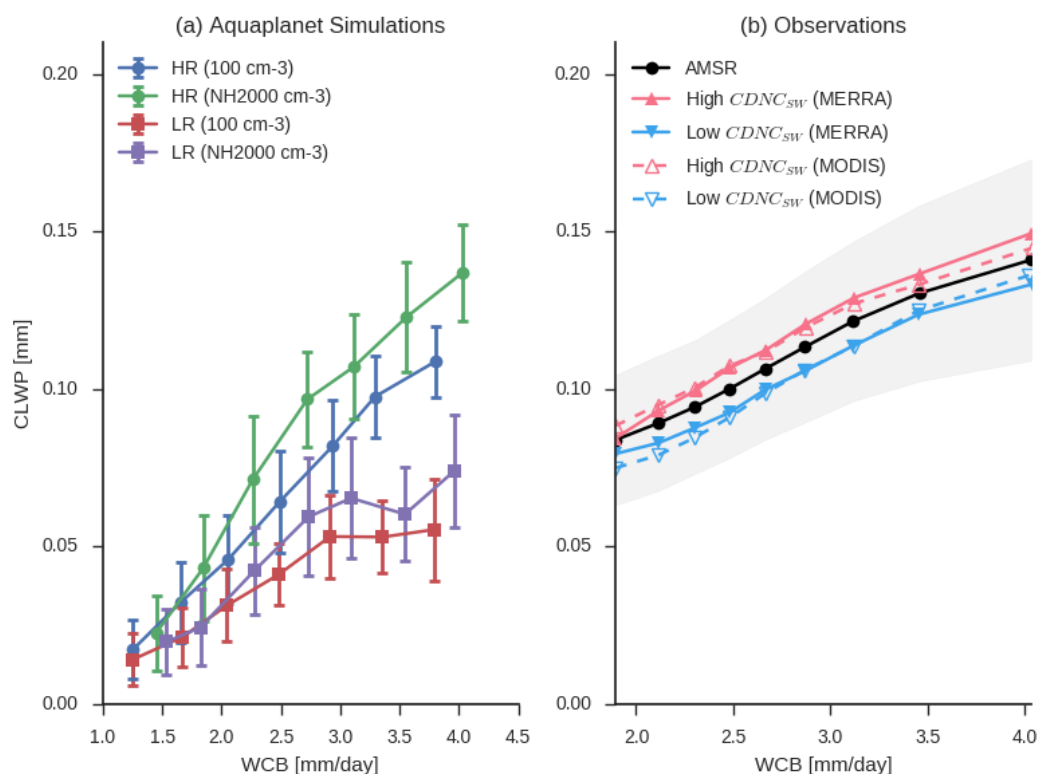 (a) Aquaplanet Simulations
HR (100 cm-3)
HR (NH2000 cm-3)
LR (100 cm-3)
LR (NH2000 cm-3)
CLWP [mm]
0.20
0.15
0.10
0.05
0.00
1.0 1.5 2.0 2.5 3.0 3.5 4.0 4.5
WCB [mm/day]
(b) Observations
AMSR
High CDNC_SW (MERRA)
Low CDNC_SW (MERRA)
High CDNC_SW (MODIS)
Low CDNC_SW (MODIS)
0.20
0.15
0.10
0.05
0.00
2.0 2.5 3.0 3.5 4.0
WCB [mm/day]